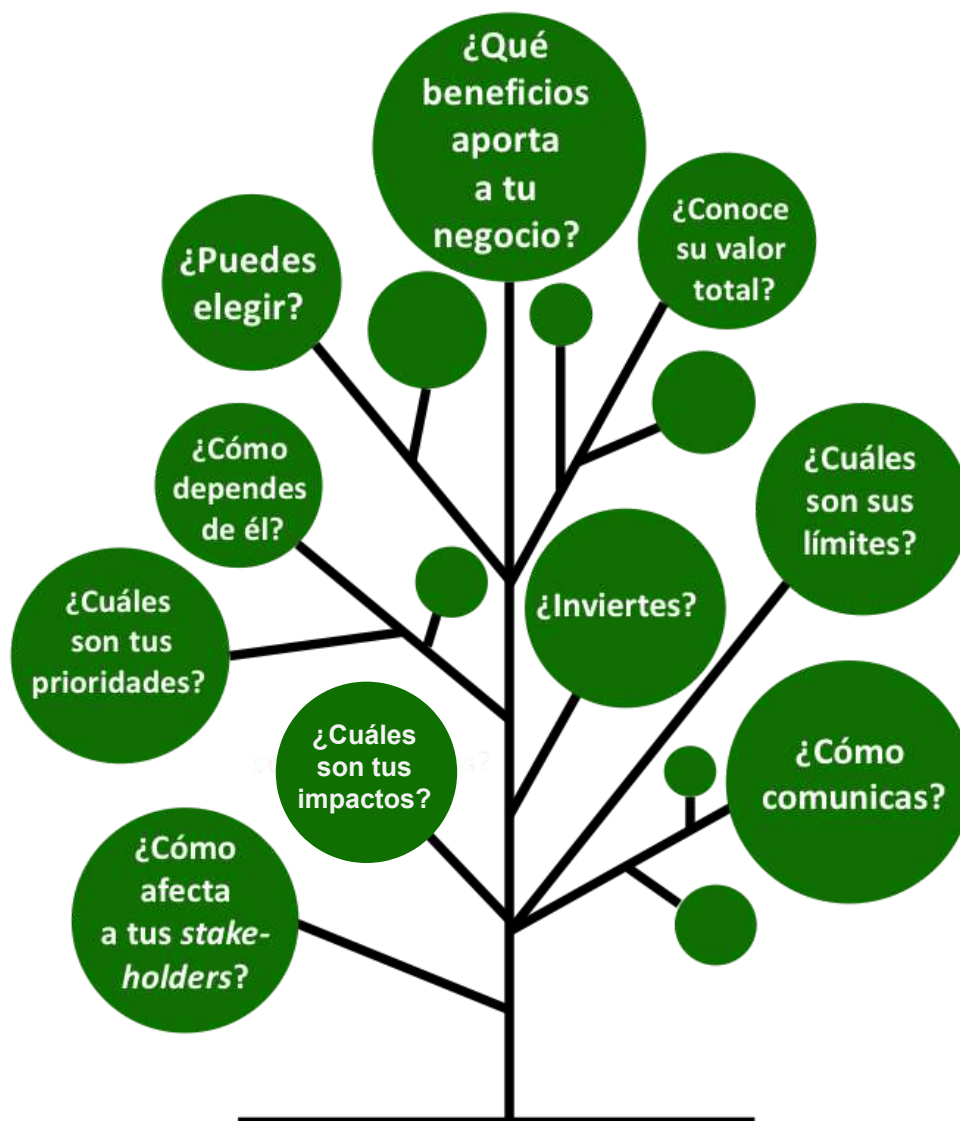 ¿Qué
beneficios
aporta
a tu
negocio?
¿Conoce
su valor
total?
¿Puedes
elegir?
¿Cómo
dependes
de él?
¿Cuáles
son sus
límites?
¿Cuáles
son tus
prioridades?
¿Inviertes?
¿Cuáles
son tus
impactos?
¿Cómo
comunicas?
¿Cómo
afecta
a tus stake-
holders?